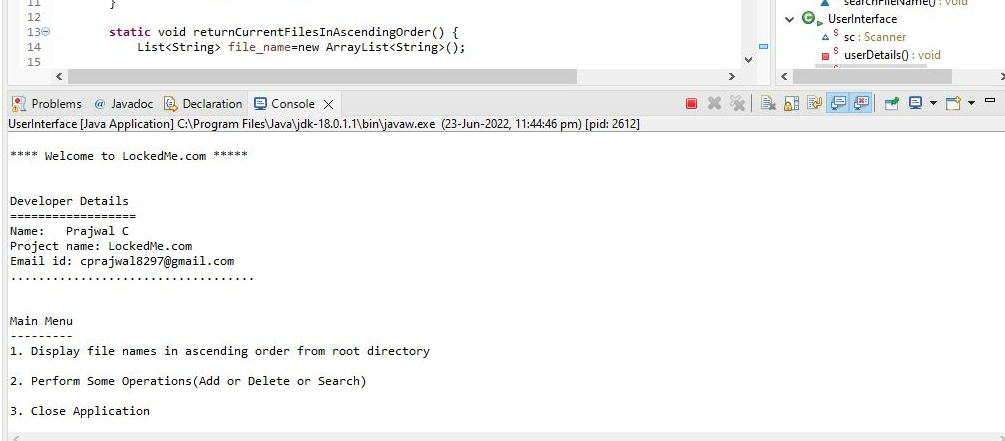 11 }
12
13 static void returnCurrentFilesInAscendingOrder() {
14 List<String> file_name=new ArrayList<String>();
15
searchFileName() : void
UserInterface
S sc : Scanner
S userDetails() : void
Problems @ Javadoc Declaration Console
UserInterface [Java Application] C:\Program Files\Java\jdk-18.0.1.1\bin\javaw.exe (23-Jun-2022, 11:44:46 pm) [pid: 2612]
**** Welcome to LockedMe.com *****
Developer Details
==================
Name: Prajwal C
Project name: LockedMe.com
Email id: cprajwal8297@gmail.com
...................................
Main Menu
---------
1. Display file names in ascending order from root directory
2. Perform Some Operations(Add or Delete or Search)
3. Close Application